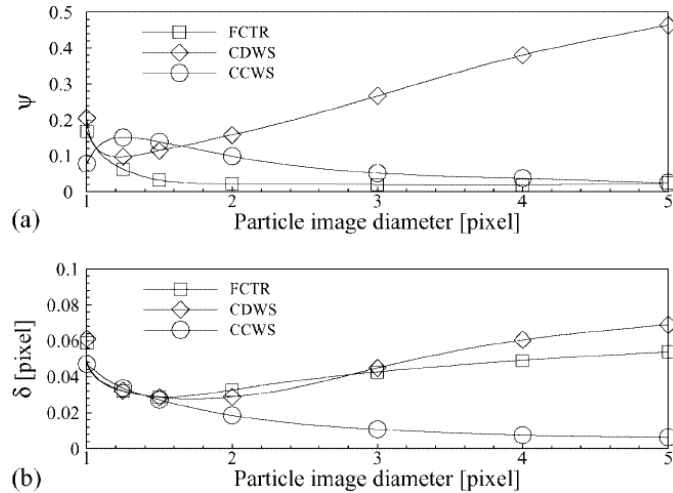 0.5
0.4
0.3
0.2
0.1
0
ψ
FCTR
CDWS
CCWS
1 2 3 4 5
(a) Particle image diameter [pixel]
0.1
0.08
0.06
0.04
0.02
0
δ [pixel]
FCTR
CDWS
CCWS
1 2 3 4 5
(b) Particle image diameter [pixel]